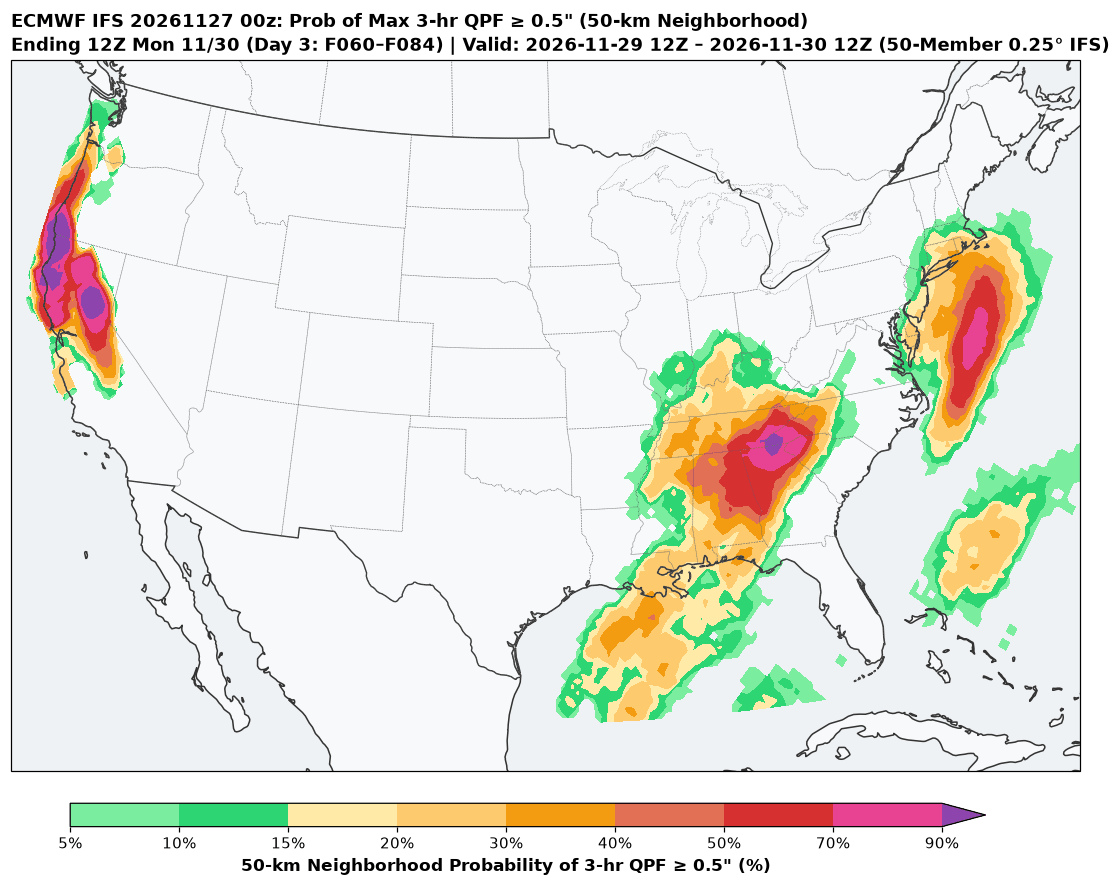 ECMWF IFS 20261127 00z: Prob of Max 3-hr QPF ≥ 0.5" (50-km Neighborhood)
Ending 12Z Mon 11/30 (Day 3: F060–F084) | Valid: 2026-11-29 12Z – 2026-11-30 12Z (50-Member 0.25° IFS)
5% 10% 15% 20% 30% 40% 50% 70% 90%
50-km Neighborhood Probability of 3-hr QPF ≥ 0.5" (%)